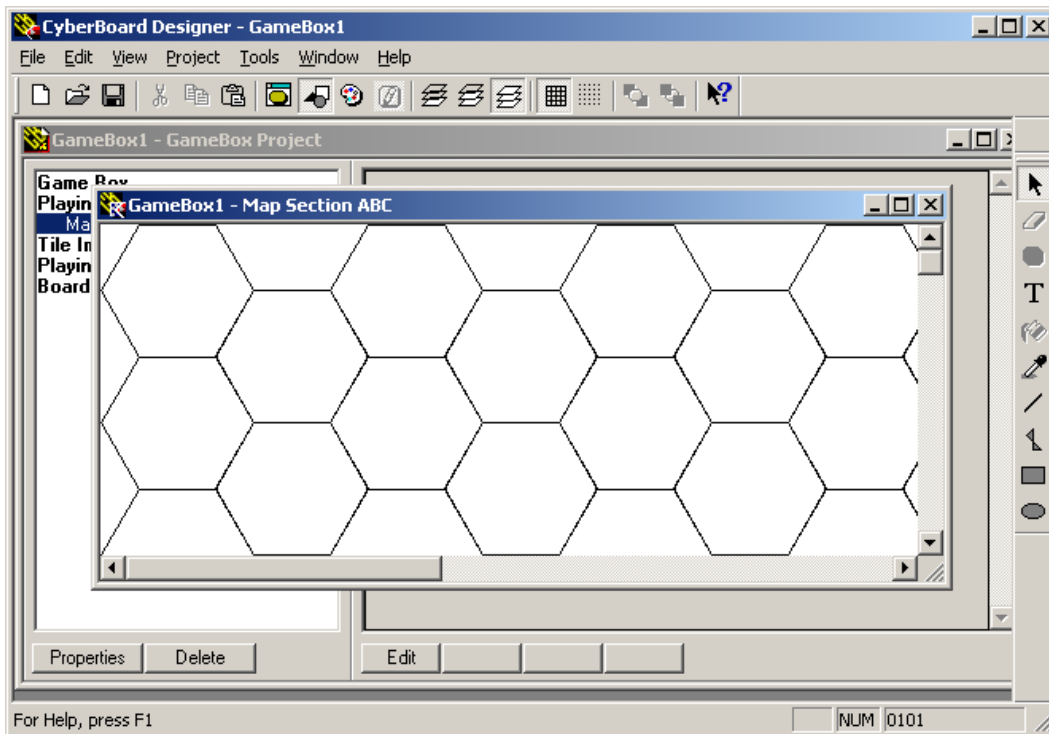 CyberBoard Designer - GameBox1
File Edit View Project Tools Window Help
GameBox1 - GameBox Project
Game Box
Playin
GameBox1 - Map Section ABC
Ma
Tile In
Playin
Board
T
Properties Delete Edit
For Help, press F1 NUM 0101